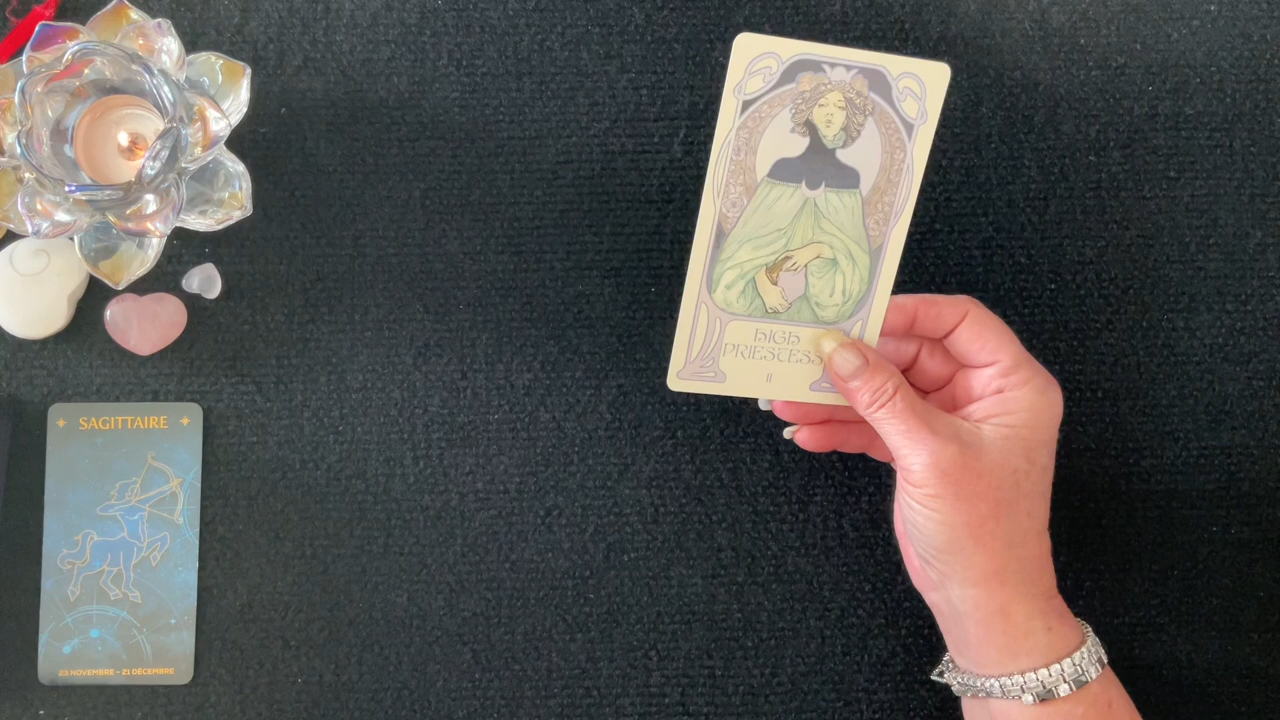 HIGH
PRIESTESS
II
SAGITTAIRE
23 NOVEMBRE - 21 DÉCEMBRE